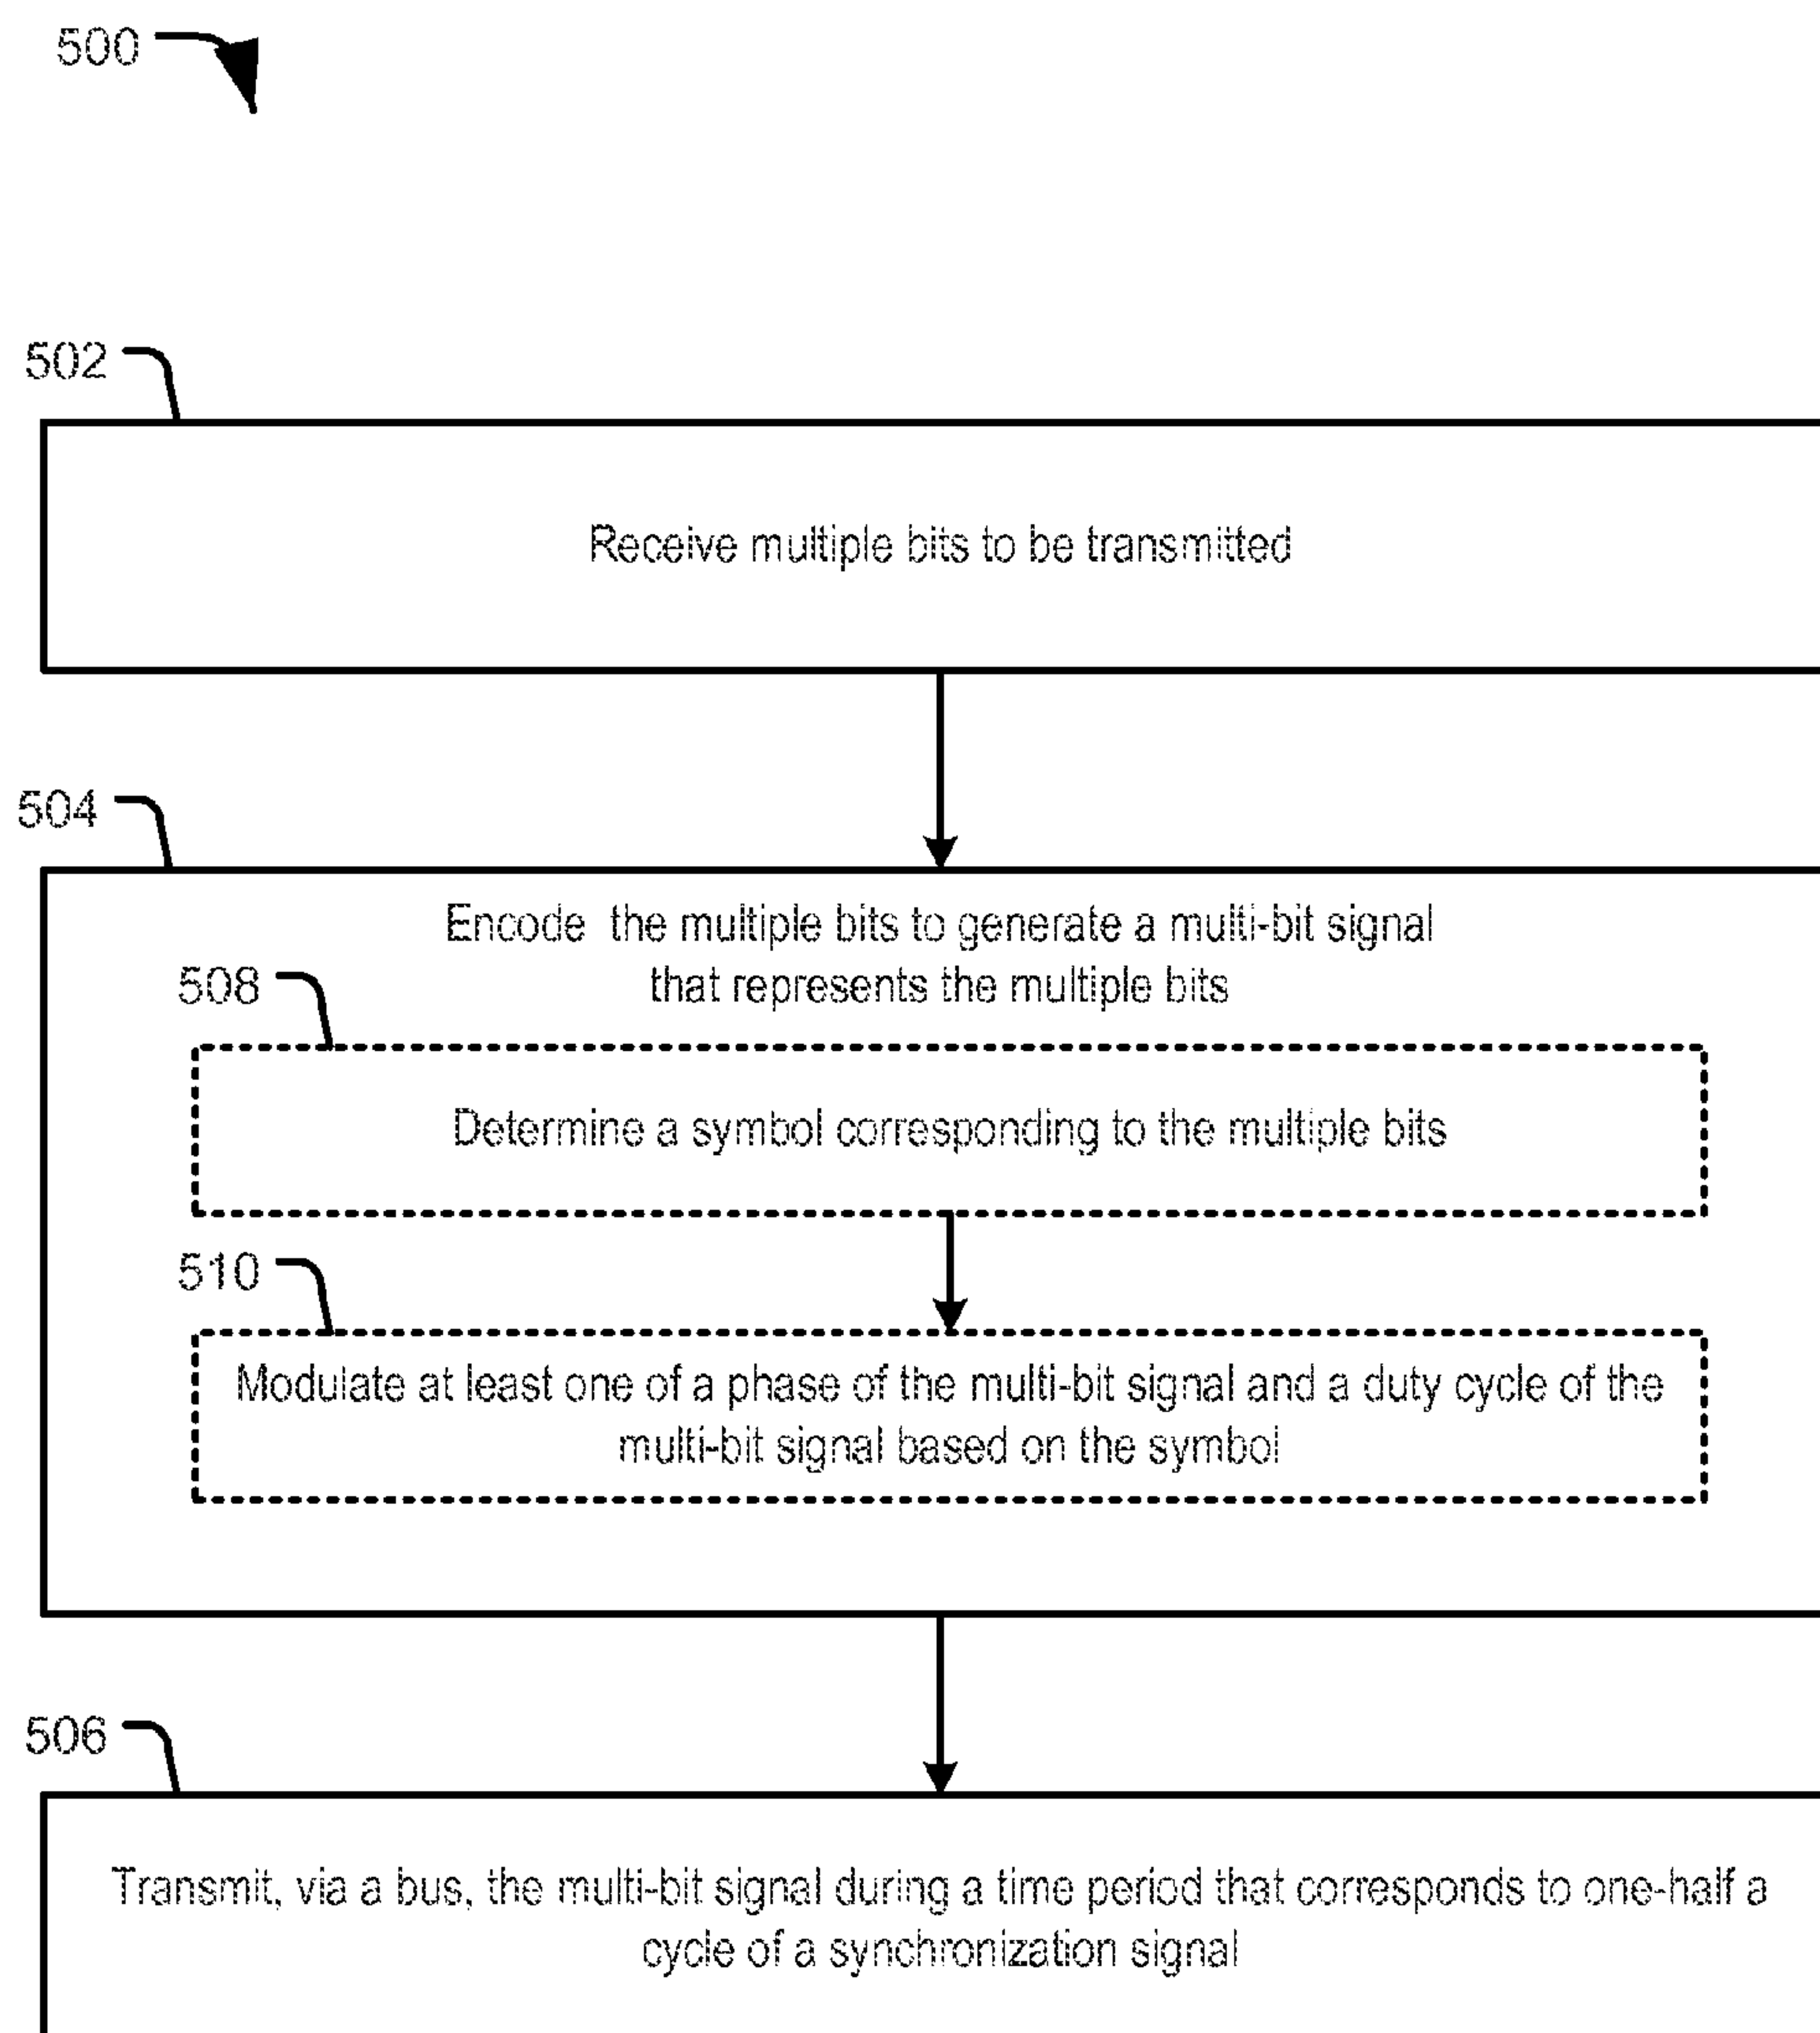 500
502
Receive multiple bits to be transmitted
504
Encode the multiple bits to generate a multi-bit signal
that represents the multiple bits
508
Determine a symbol corresponding to the multiple bits
510
Modulate at least one of a phase of the multi-bit signal and a duty cycle of the
multi-bit signal based on the symbol
506
Transmit, via a bus, the multi-bit signal during a time period that corresponds to one-half a
cycle of a synchronization signal